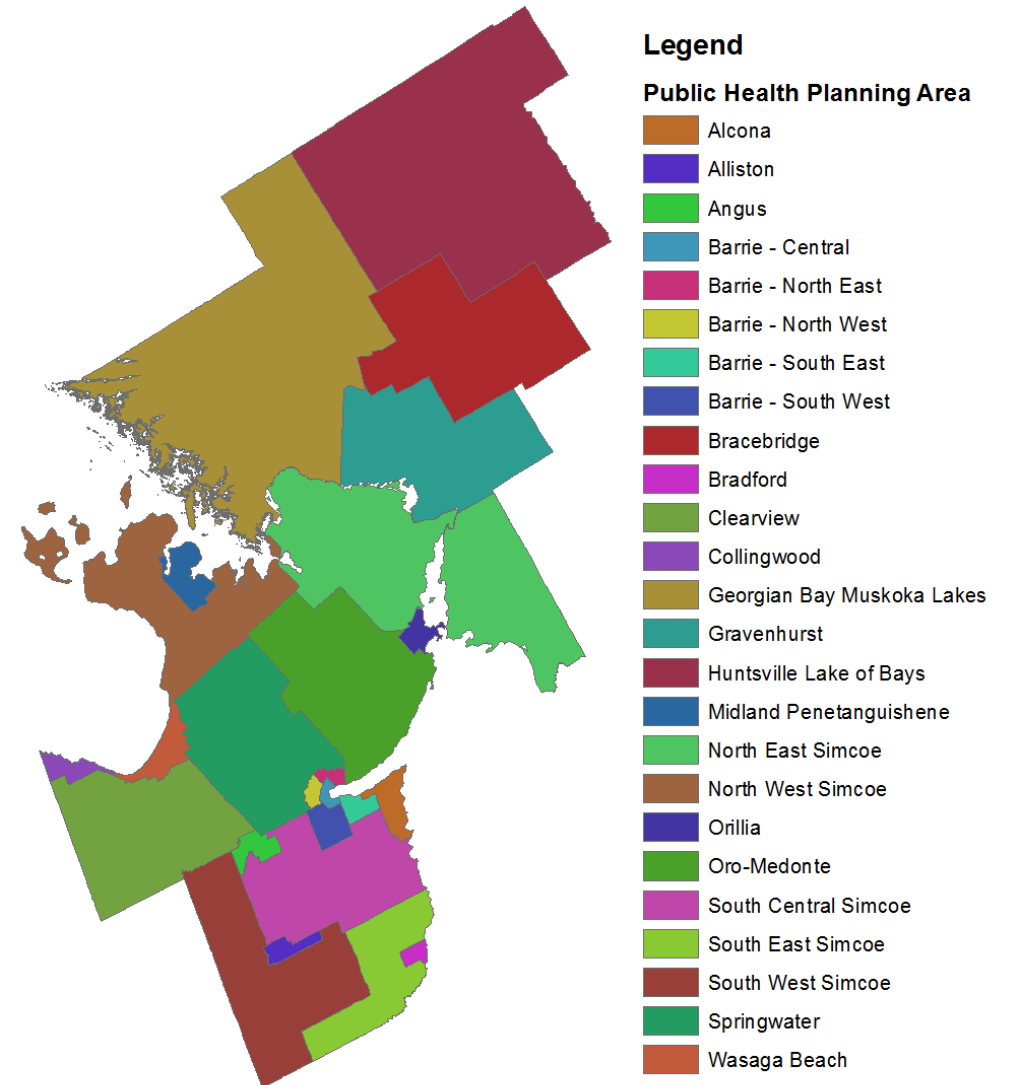 Legend
Public Health Planning Area
Alcona
Alliston
Angus
Barrie - Central
Barrie - North East
Barrie - North West
Barrie - South East
Barrie - South West
Bracebridge
Bradford
Clearview
Collingwood
Georgian Bay Muskoka Lakes
Gravenhurst
Huntsville Lake of Bays
Midland Penetanguishene
North East Simcoe
North West Simcoe
Orillia
Oro-Medonte
South Central Simcoe
South East Simcoe
South West Simcoe
Springwater
Wasaga Beach